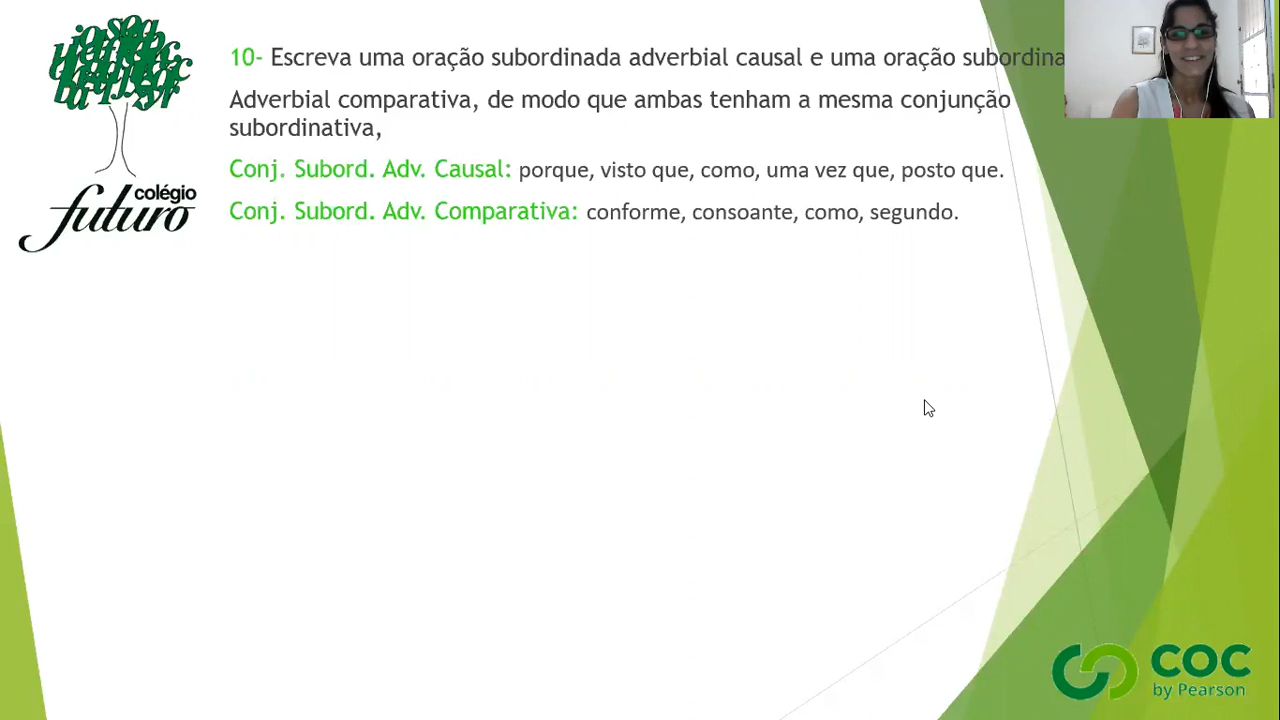 10- Escreva uma oração subordinada adverbial causal e uma oração
Adverbial comparativa, de modo que ambas tenham a mesma conjunção
subordinativa,
Conj. Subord. Adv. Causal: porque, visto que, como, uma vez que, posto que.
Conj. Subord. Adv. Comparativa: conforme, consoante, como, segundo.
colégio
futuro
COC
by Pearson